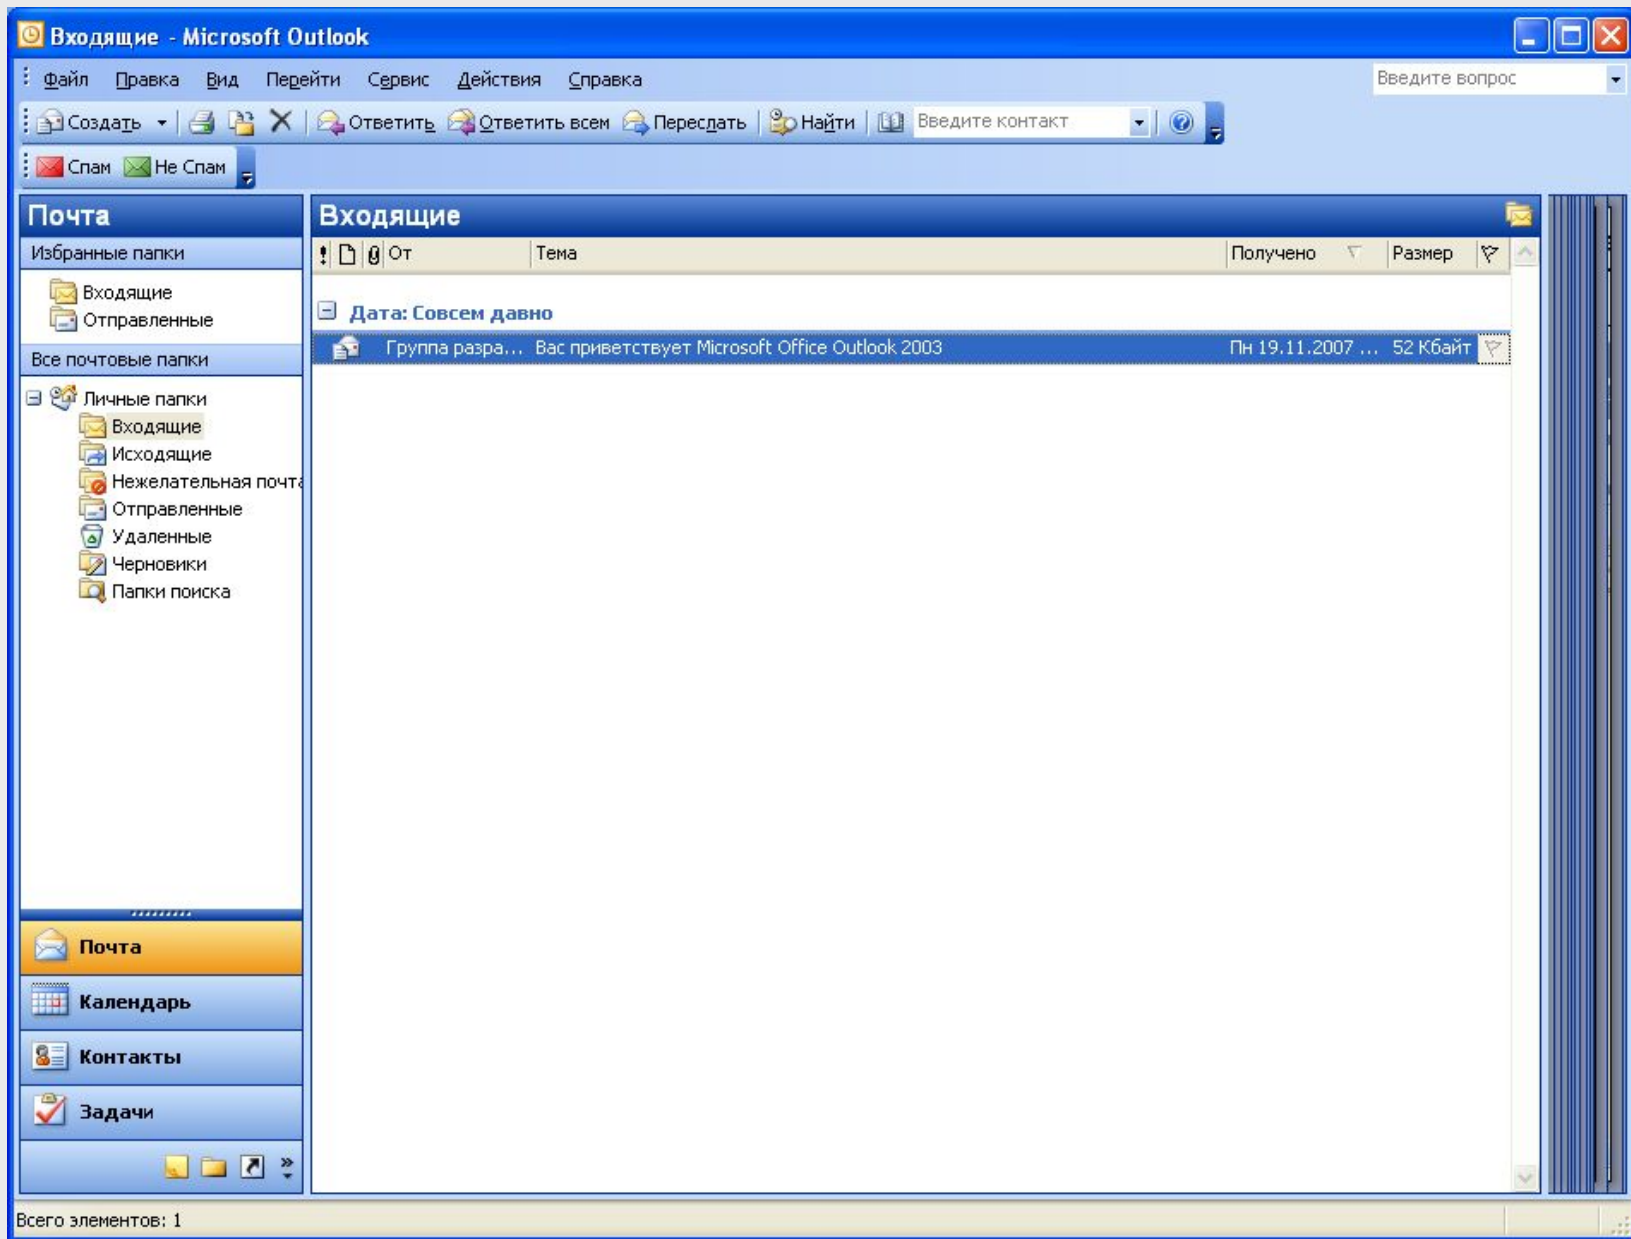 Входящие - Microsoft Outlook
Файл Правка Вид Перейти Сервис Действия Справка Введите вопрос
Создать Ответить Ответить всем Переслать Найти Введите контакт
Спам Не Спам
Почта
Избранные папки
Входящие
Отправленные
Все почтовые папки
Личные папки
Входящие
Исходящие
Нежелательная почта
Отправленные
Удаленные
Черновики
Папки поиска
Почта
Календарь
Контакты
Задачи
Входящие
От Тема Получено Размер
Дата: Совсем давно
Группа разра... Вас приветствует Microsoft Office Outlook 2003 Пн 19.11.2007 ... 52 Кбайт
Всего элементов: 1